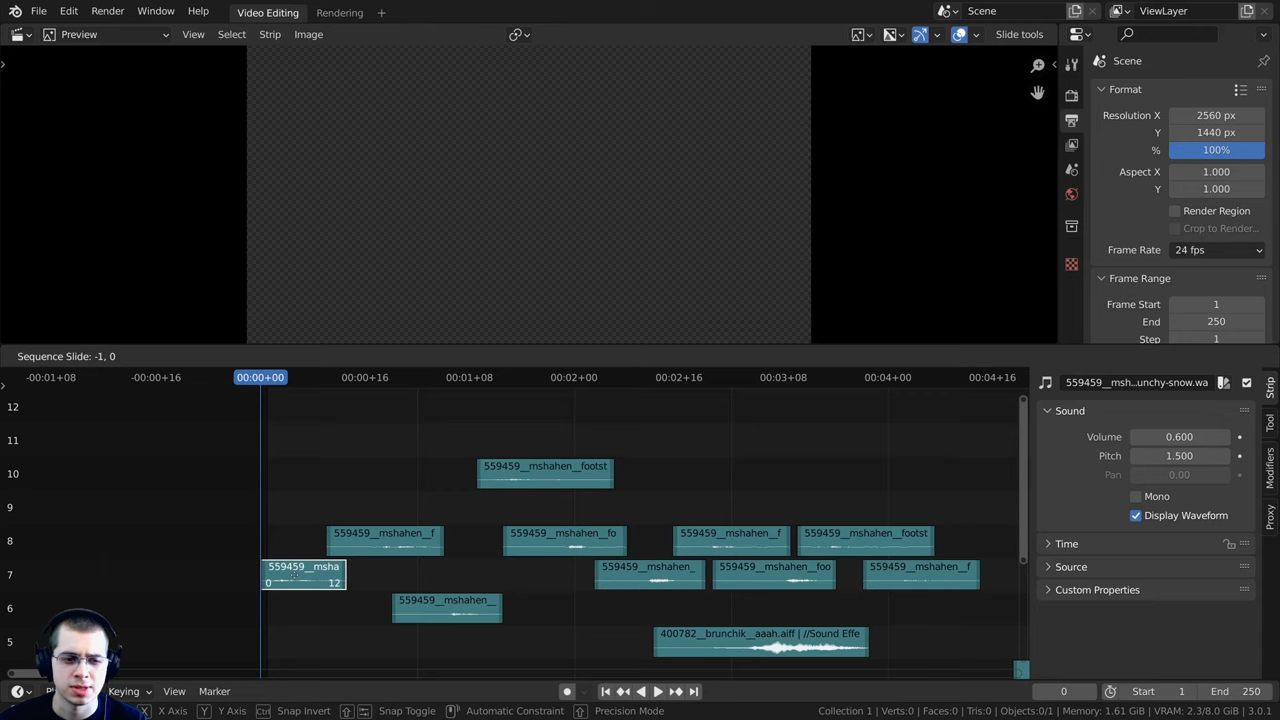 File Edit Render Window Help Video Editing Rendering + Scene ViewLayer
Preview View Select Strip Image Slide tools
Scene
Format
Resolution X 2560 px
Y 1440 px
% 100%
Aspect X 1.000
Y 1.000
Render Region
Crop to Render...
Frame Rate 24 fps
Frame Range
Frame Start 1
End 250
Step 1
Sequence Slide: -1, 0
-00:01+08 -00:00+16 00:00+00 00:00+16 00:01+08 00:02+00 00:02+16 00:03+08 00:04+00 00:04+16
12
11
10
9
8
7
6
5
559459__mshahen__footst
559459__mshahen__f 559459__mshahen__fo 559459__mshahen__f 559459__mshahen__footst
559459__msha 559459__mshahen_ 559459__mshahen__foo 559459__mshahen__f
0 12
559459__mshahen__
400782__brunchik__aaah.aiff | //Sound Effe
559459__msh...unchy-snow.wa
Sound
Volume 0.600
Pitch 1.500
Pan 0.00
Mono
Display Waveform
Time
Source
Custom Properties
Strip
Tool
Modifiers
Proxy
Keying View Marker 0 Start 1 End 250
X X Axis Y Y Axis Ctrl Snap Invert Snap Toggle Automatic Constraint Precision Mode Collection 1 | Verts:0 | Faces:0 | Tris:0 | Objects:0/1 | Memory: 1.61 GiB | VRAM: 2.3/8.0 GiB | 3.0.1